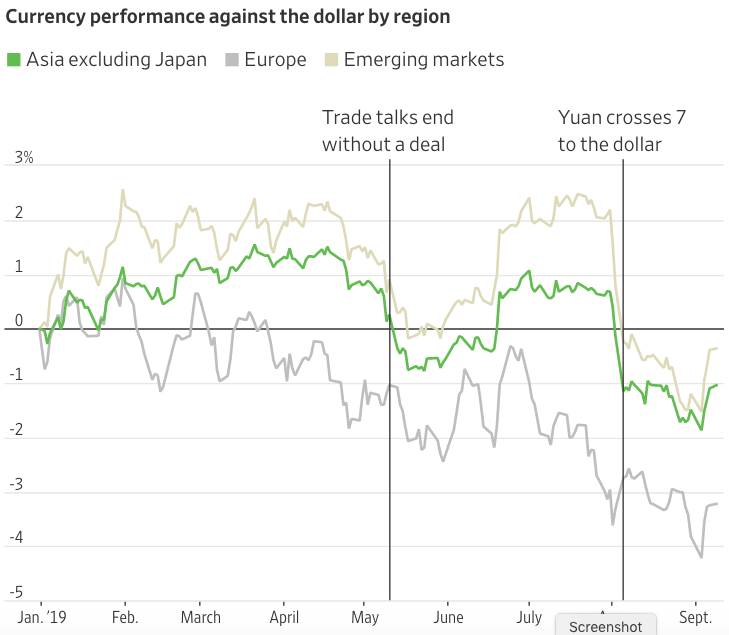 Currency performance against the dollar by region
Asia excluding Japan Europe Emerging markets
Trade talks end
without a deal
Yuan crosses 7
to the dollar
3%
2
1
0
-1
-2
-3
-4
-5
Jan. '19 Feb. March April May June July Sept.
Screenshot